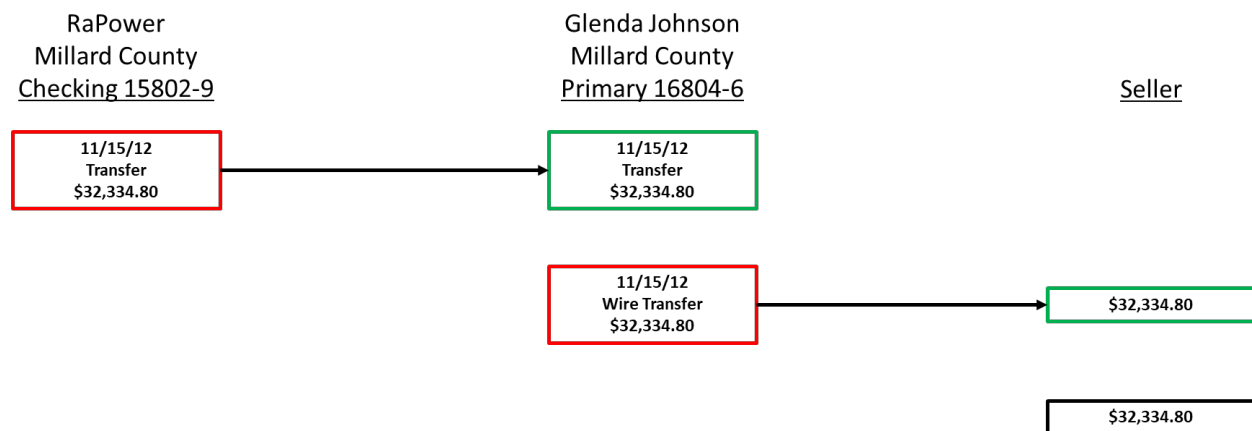 RaPower
Millard County
Checking 15802-9
Glenda Johnson
Millard County
Primary 16804-6
Seller
11/15/12
Transfer
$32,334.80
11/15/12
Transfer
$32,334.80
11/15/12
Wire Transfer
$32,334.80
$32,334.80
$32,334.80